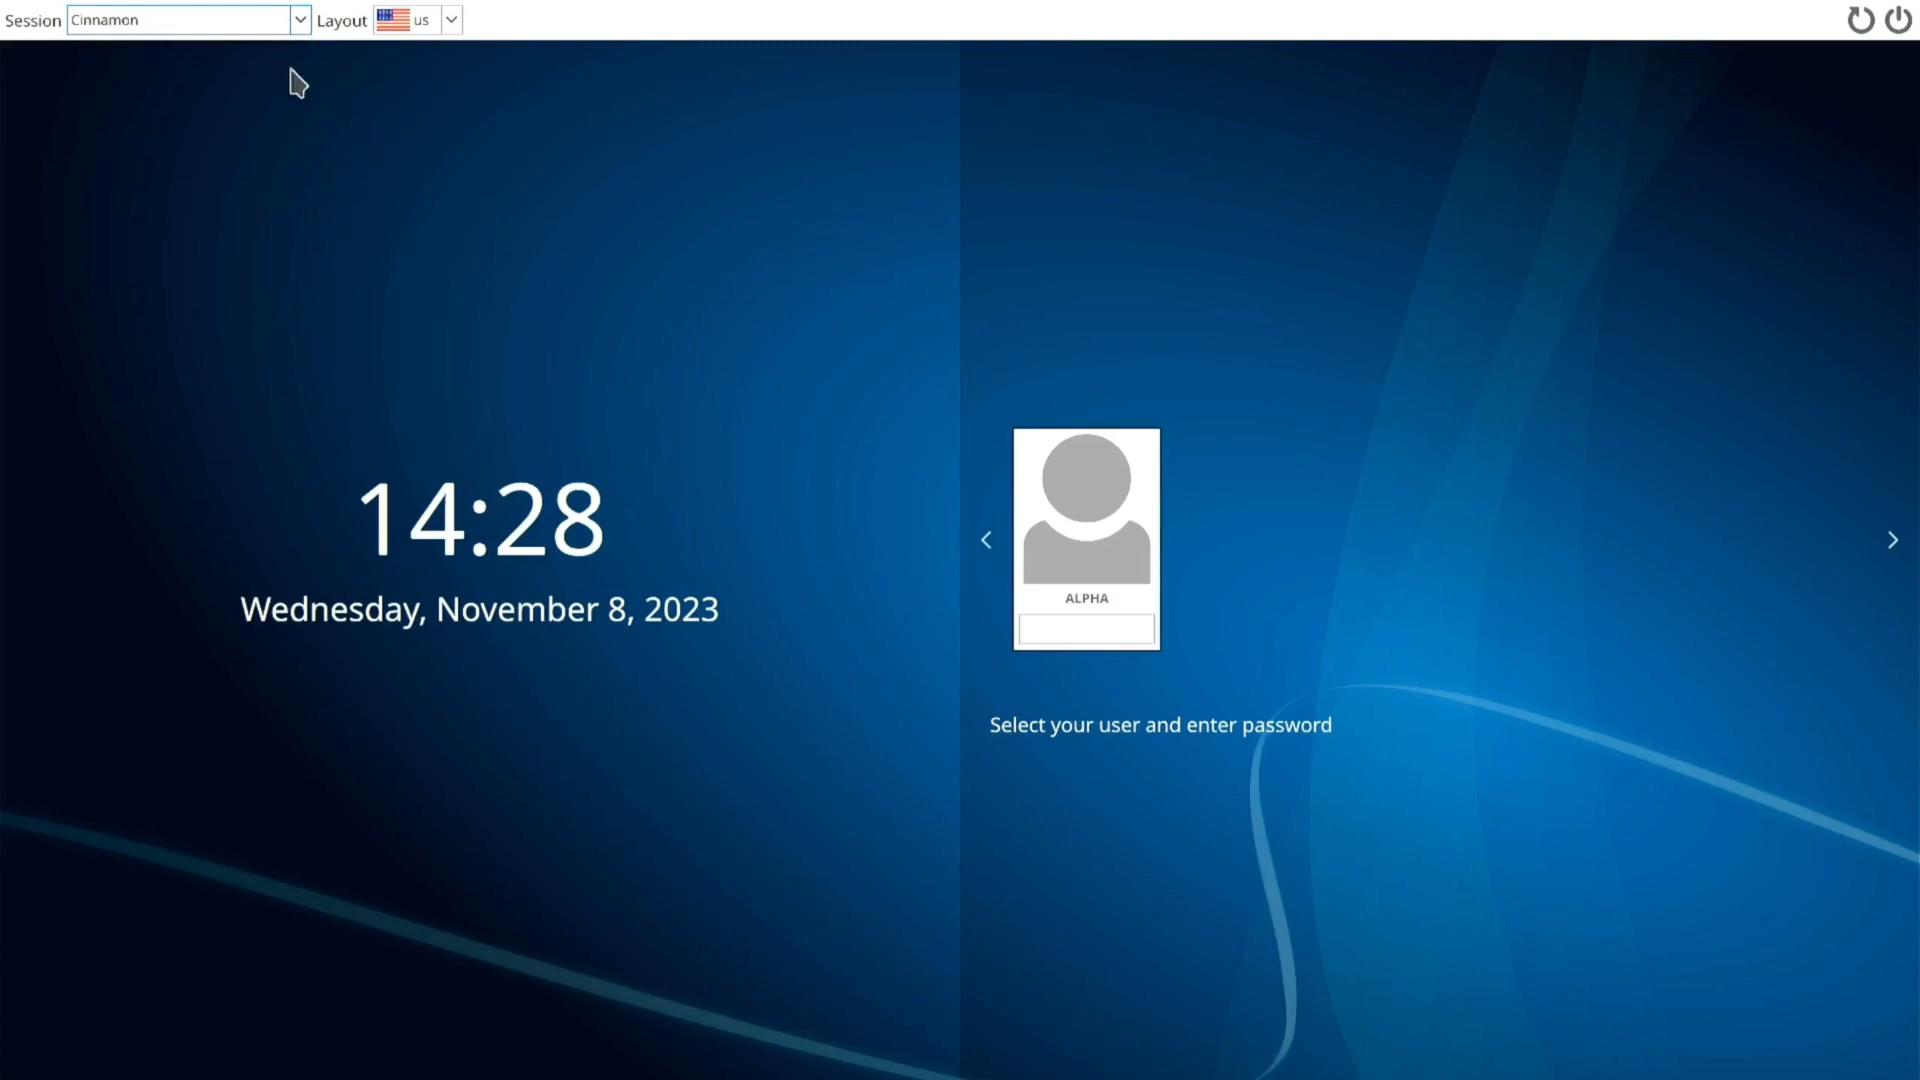 Session Cinnamon Layout us
14:28
Wednesday, November 8, 2023
ALPHA
Select your user and enter password